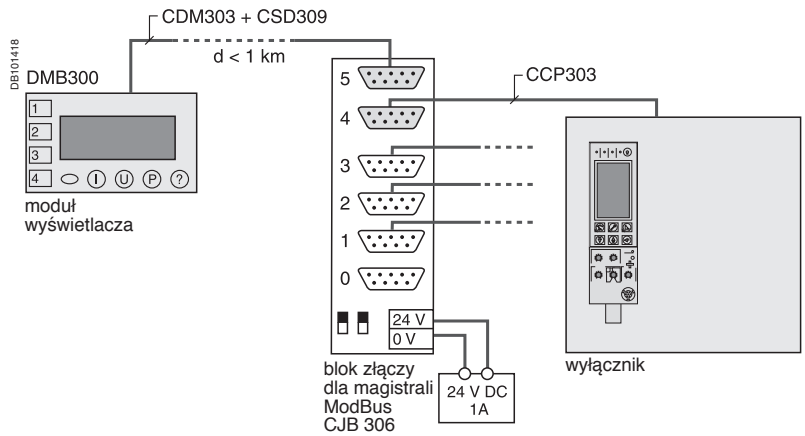 CDM303 + CSD309
d < 1 km
DB101418
DMB300
1
2
3
4
I
U
P
?
moduł
wyświetlacza
5
4
3
2
1
0
24 V
0 V
CCP303
blok złączy
dla magistrali
ModBus
CJB 306
24 V DC
1A
wyłącznik